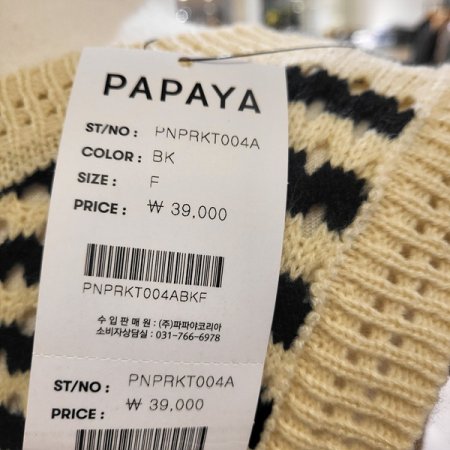 PAPAYA
ST/NO : PNPRKT004A
COLOR : BK
SIZE : F
PRICE : ₩ 39,000
PNPRKT004ABKF
수 입 판 매 원 : (주)파파야코리아
소비자상담실 : 031-766-6978
ST/NO : PNPRKT004A
PRICE : ₩ 39,000